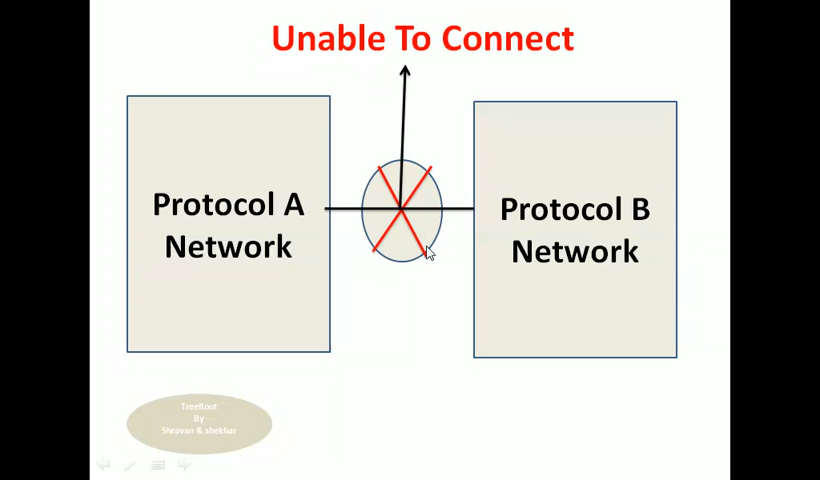 Unable To Connect
Protocol A
Network
Protocol B
Network
TreeRoot
By
Shravan & shekhar